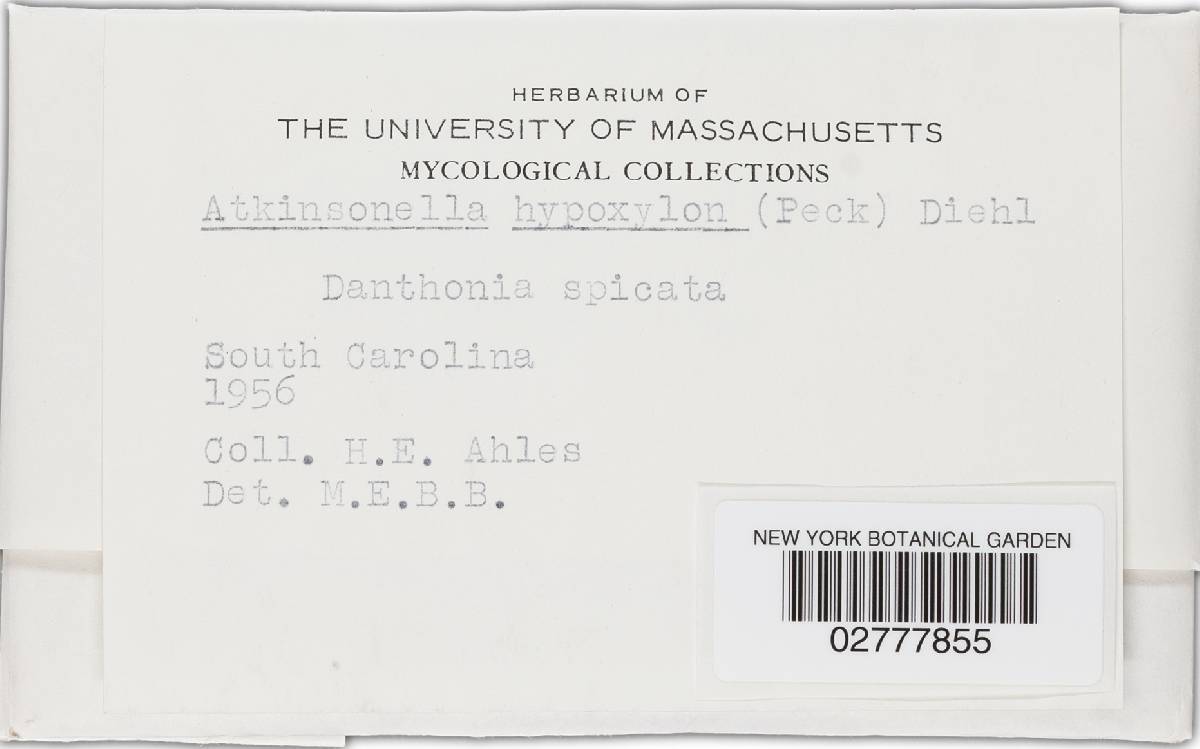 HERBARIUM OF
THE UNIVERSITY OF MASSACHUSETTS
MYCOLOGICAL COLLECTIONS
Atkinsonella hypoxylon (Peck) Diehl
Danthonia spicata
South Carolina
1956
Coll. H.E. Ahles
Det. M.E.B.B.
NEW YORK BOTANICAL GARDEN
02777855